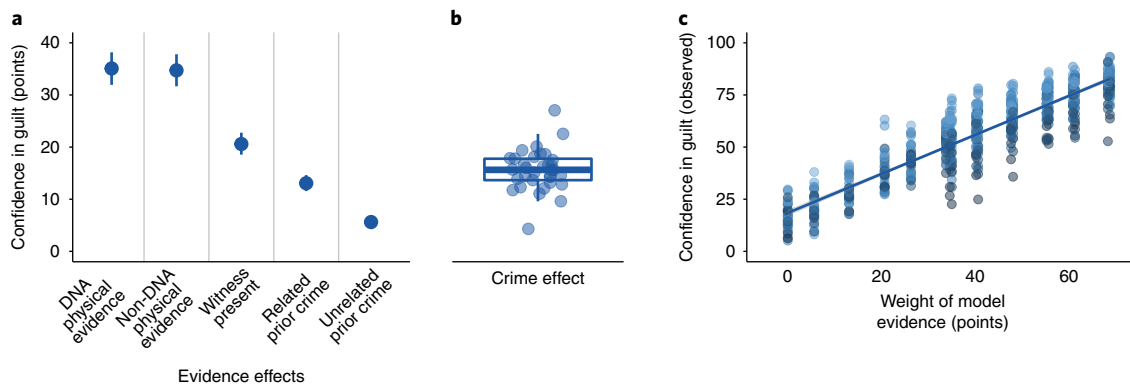 a
Confidence in guilt (points)
40
30
20
10
0
DNA
physical
evidence
Non-DNA
physical
evidence
Witness
present
Related
prior crime
Unrelated
prior crime
Evidence effects
b
Crime effect
c
Confidence in guilt (observed)
100
75
50
25
0
0
20
40
60
Weight of model
evidence (points)